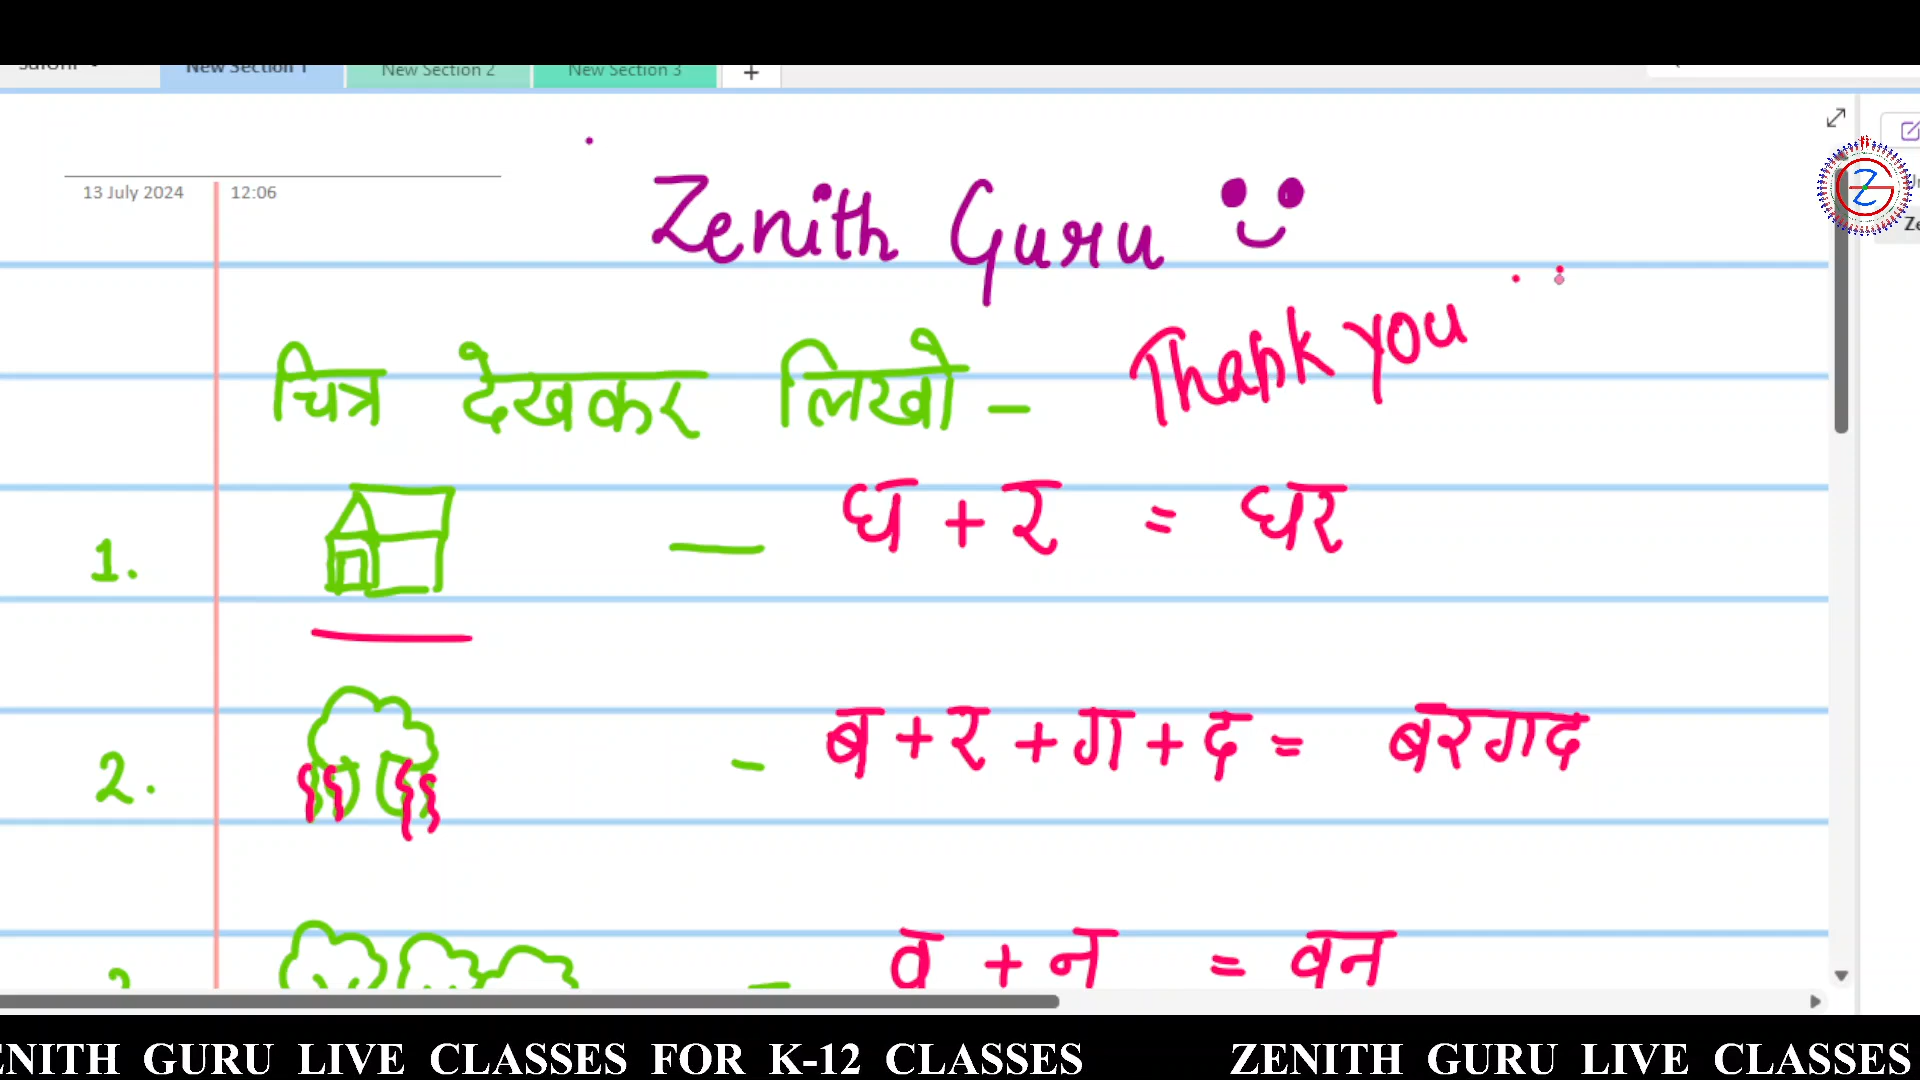 New Section 1 New Section 2 New Section 3 +
13 July 2024 12:06
Zenith Guru
चित्र देखकर लिखो - Thank you
1. — घ + र = घर
2. - ब + र + ग + द = बरगद
- व + न = वन
ZENITH GURU LIVE CLASSES FOR K-12 CLASSES ZENITH GURU LIVE CLASSES